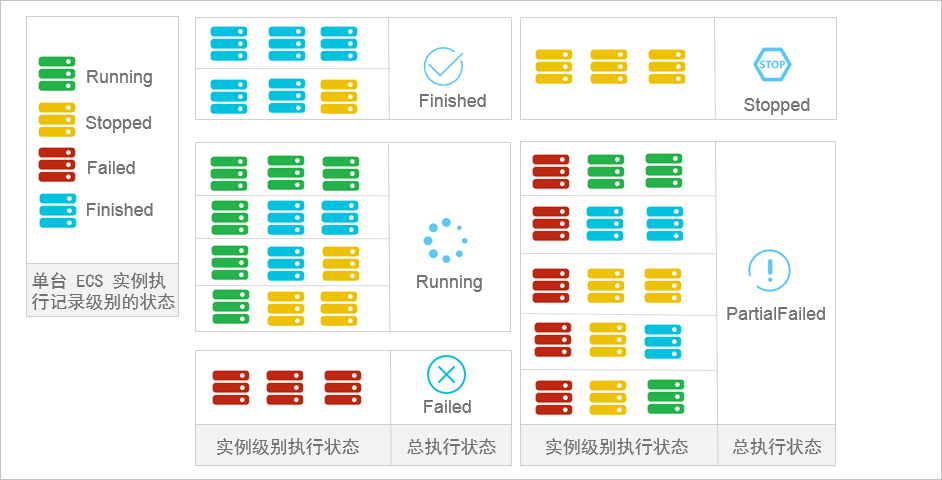 Running
Stopped
Failed
Finished
单台 ECS 实例执
行记录级别的状态
Finished
Running
Failed
实例级别执行状态
总执行状态
STOP
Stopped
PartialFailed
实例级别执行状态
总执行状态